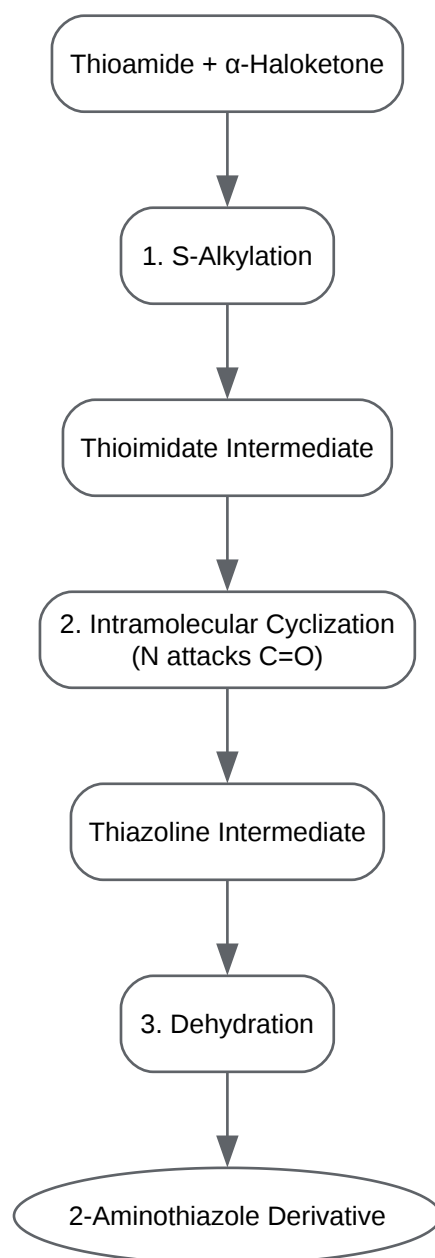 Thioamide + α-Haloketone
1. S-Alkylation
Thioimidate Intermediate
2. Intramolecular Cyclization
(N attacks C=O)
Thiazoline Intermediate
3. Dehydration
2-Aminothiazole Derivative